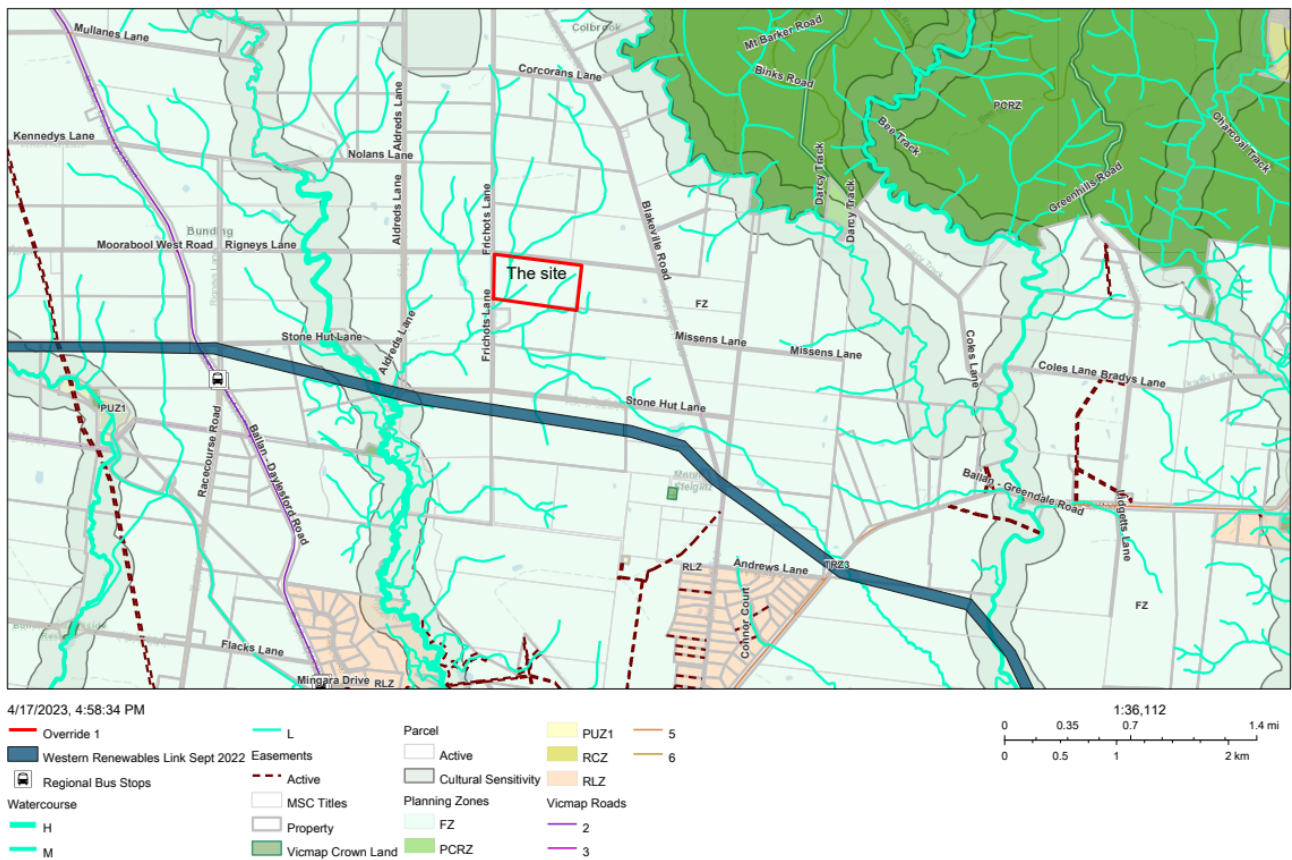 Mullanes Lane
Colbrook
Mt Barker Road
Corcorans Lane
Binks Road
PCRZ
Aldreds Lane
Bee Track
Charcoal Track
Kennedys Lane
Nolans Lane
Darcy Track
Greenhills Road
Aldreds Lane
Frichots Lane
Blakeville Road
Darcy Track
Bunding
Moorabool West Road
Rigneys Lane
The site
FZ
Frichots Lane
Stone Hut Lane
Aldreds Lane
Missens Lane
Missens Lane
Coles Lane
Coles Lane
Bradys Lane
PUZ1
Stone Hut Lane
Racecourse Road
Ballan - Daylesford Road
Steiglitz
Ballan - Greendale Road
RLZ
Andrews Lane
TRZ3
Connor Court
FZ
Flacks Lane
Mingara Drive
RLZ
4/17/2023, 4:58:34 PM
1:36,112
0 0.35 0.7 1.4 mi
0 0.5 1 2 km
Override 1
Western Renewables Link Sept 2022
Regional Bus Stops
Watercourse
H
M
L
Easements
Active
MSC Titles
Property
Vicmap Crown Land
Parcel
Active
Cultural Sensitivity
Planning Zones
FZ
PCRZ
PUZ1
RCZ
RLZ
Vicmap Roads
2
3
5
6